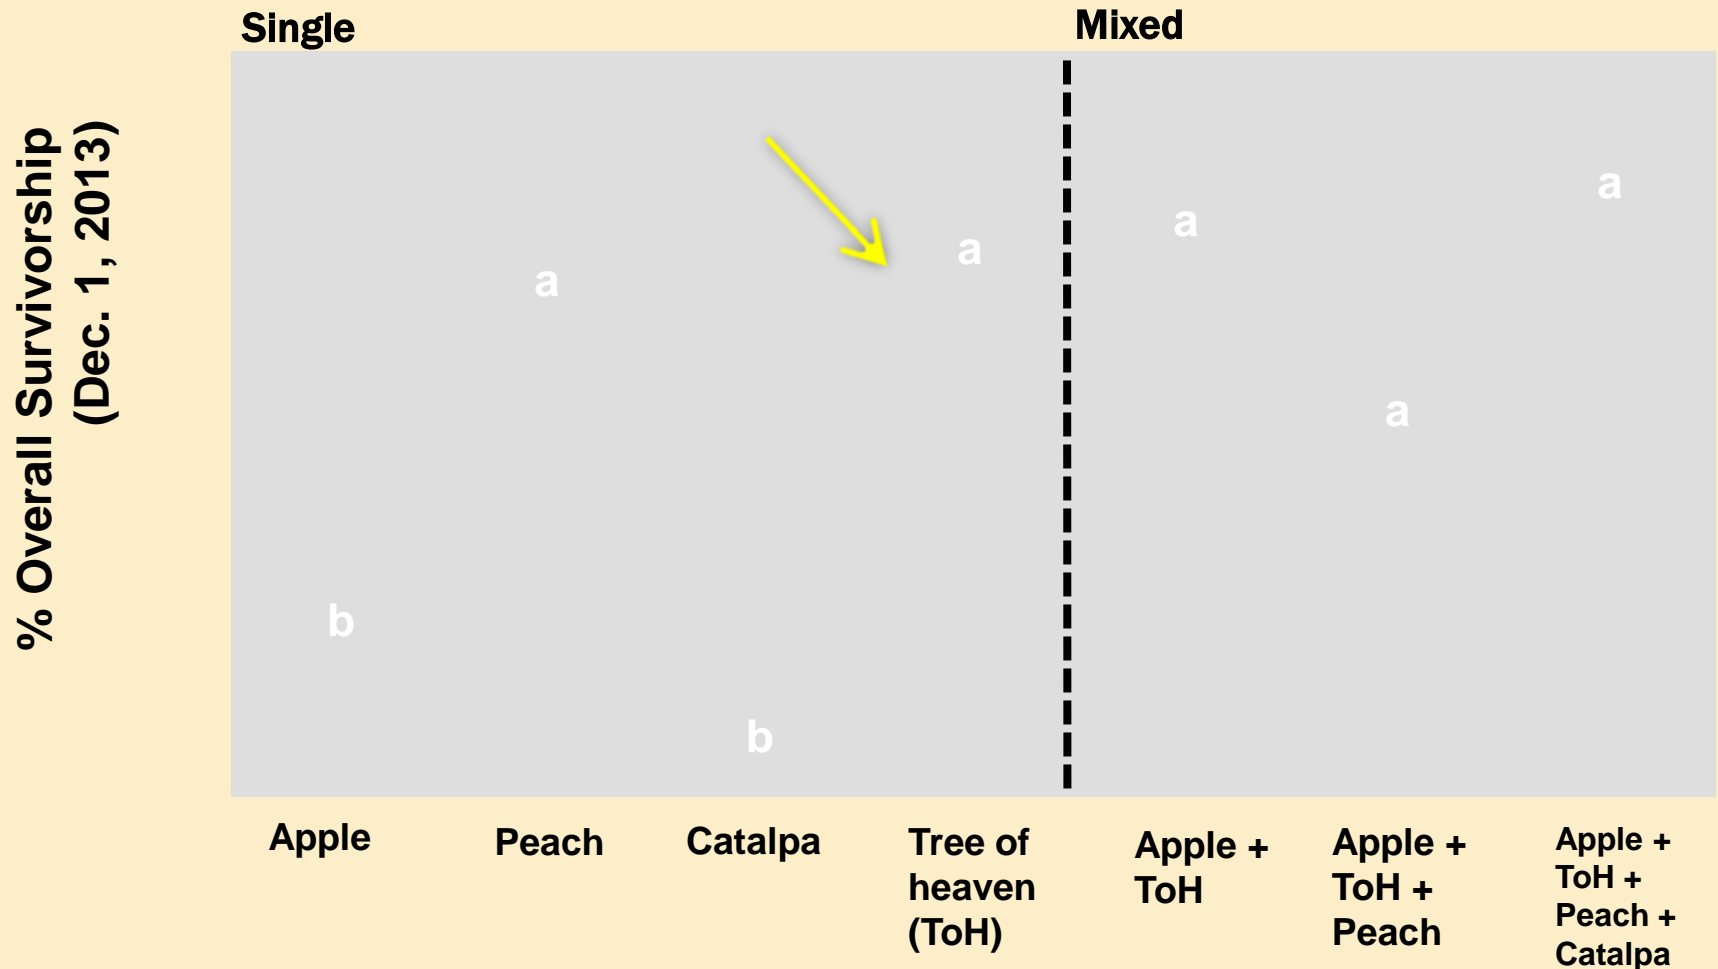 Single
Mixed
% Overall Survivorship
(Dec. 1, 2013)
a
a
a
a
a
b
b
Apple
Peach
Catalpa
Tree of
heaven
(ToH)
Apple +
ToH
Apple +
ToH +
Peach
Apple +
ToH +
Peach +
Catalpa